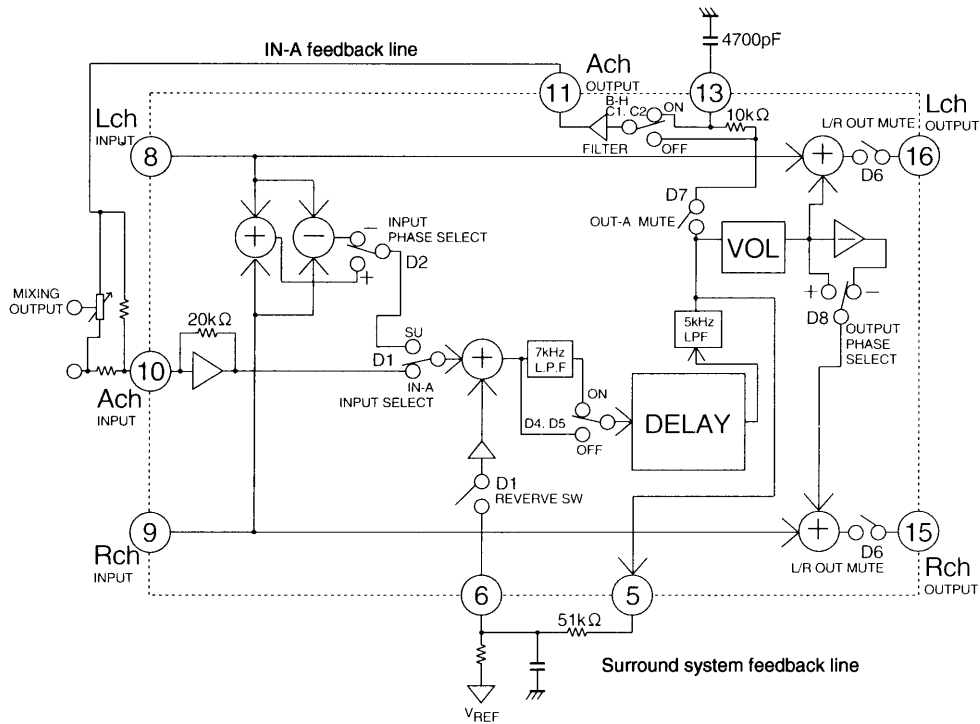 4700pF
IN-A feedback line
Ach
OUTPUT
11
13
B-H
C1. C2
ON
10kΩ
FILTER
OFF
Lch
INPUT
8
Lch
OUTPUT
L/R OUT MUTE
16
D6
+
+
−
−
INPUT
PHASE SELECT
D2
+
D7
OUT-A MUTE
VOL
−
+
−
D8
OUTPUT
PHASE
SELECT
MIXING
OUTPUT
20kΩ
SU
D1
IN-A
INPUT SELECT
+
10
Ach
INPUT
7kHz
L.P.F
ON
D4. D5
OFF
5kHz
LPF
DELAY
D1
REVERVE SW
9
Rch
INPUT
+
D6
L/R OUT MUTE
15
Rch
OUTPUT
6
5
51kΩ
Surround system feedback line
VREF